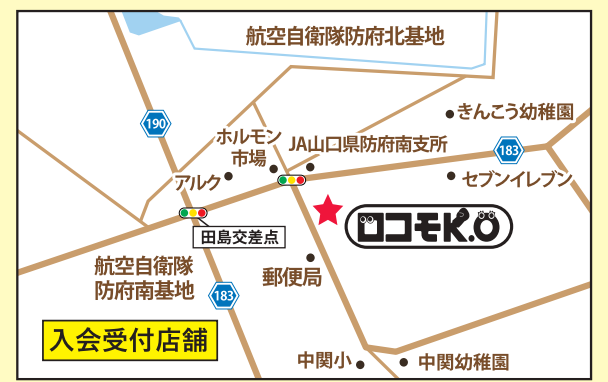 航空自衛隊防府北基地
きんこう幼稚園
190
ホルモン
市場
JA山口県防府南支所
183
アルク
セブンイレブン
ロコモK.O
田島交差点
航空自衛隊
防府南基地
郵便局
183
入会受付店舗
中関小
中関幼稚園